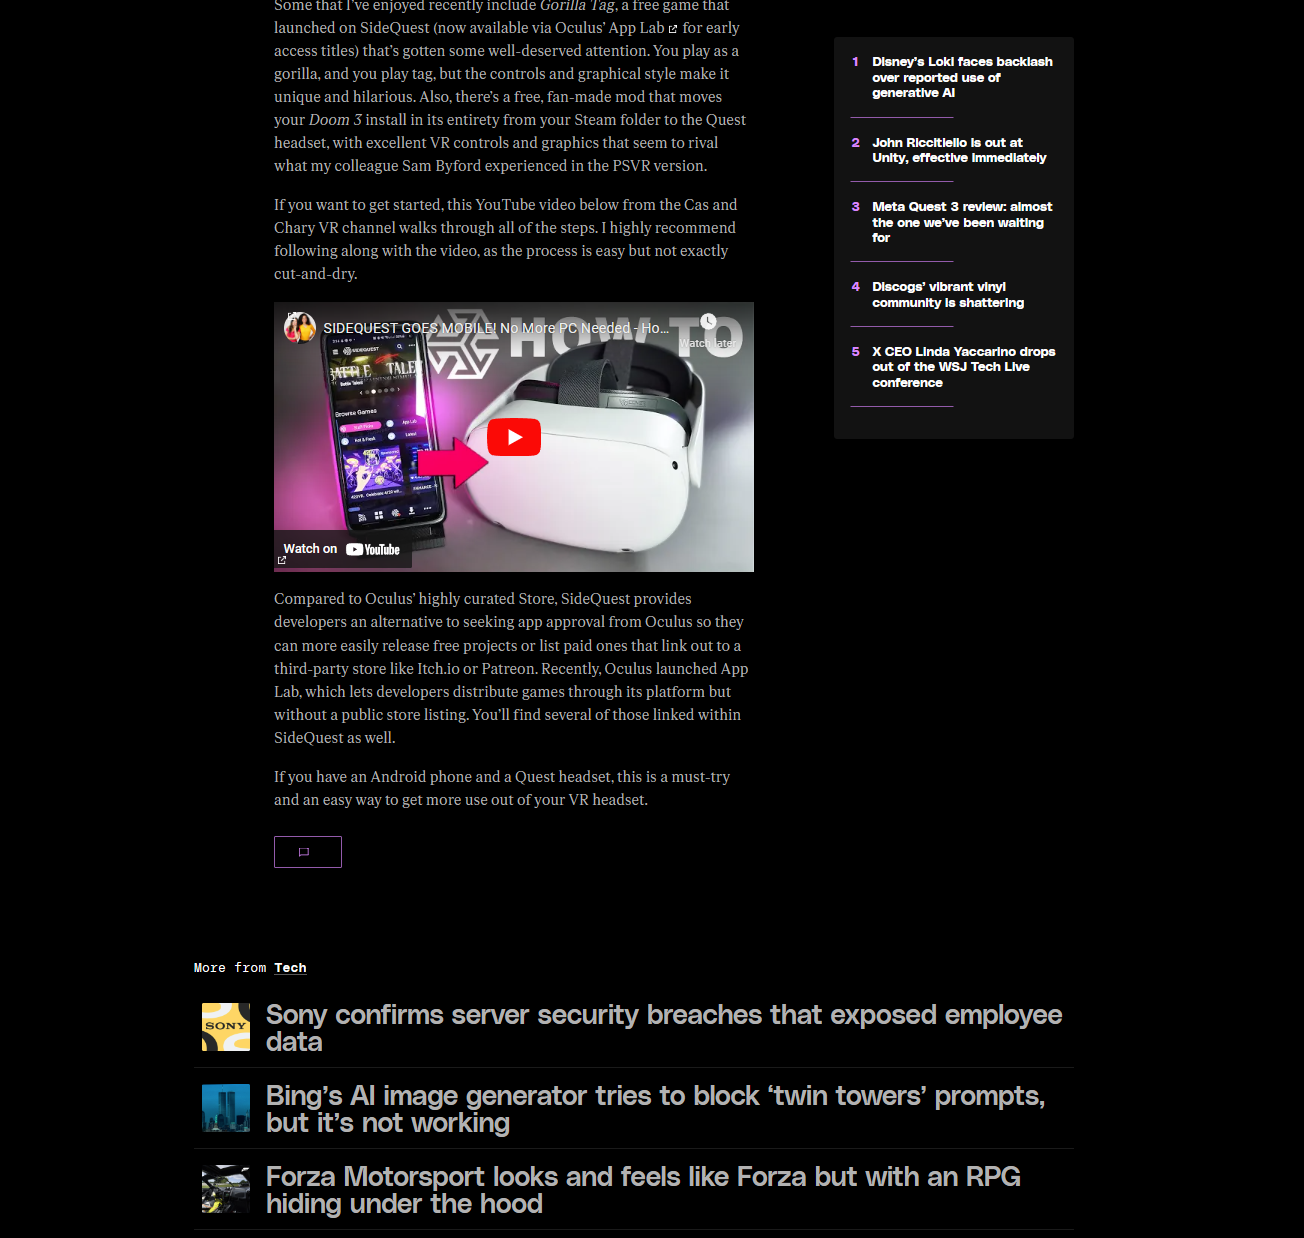 Some that I've enjoyed recently include Gorilla Tag, a free game that
launched on SideQuest (now available via Oculus' App Lab for early
access titles) that's gotten some well-deserved attention. You play as a
gorilla, and you play tag, but the controls and graphical style make it
unique and hilarious. Also, there's a free, fan-made mod that moves
your Doom 3 install in its entirety from your Steam folder to the Quest
headset, with excellent VR controls and graphics that seem to rival
what my colleague Sam Byford experienced in the PSVR version.
If you want to get started, this YouTube video below from the Cas and
Chary VR channel walks through all of the steps. I highly recommend
following along with the video, as the process is easy but not exactly
cut-and-dry.
SIDEQUEST GOES MOBILE! No More PC Needed - Ho...
Watch later
HOW TO
SIDEQUEST
BATTLE TALEN
Battle Talent
Browse Games
App Lab
Hot & Fresh
Latest
Watch on YouTube
Compared to Oculus' highly curated Store, SideQuest provides
developers an alternative to seeking app approval from Oculus so they
can more easily release free projects or list paid ones that link out to a
third-party store like Itch.io or Patreon. Recently, Oculus launched App
Lab, which lets developers distribute games through its platform but
without a public store listing. You'll find several of those linked within
SideQuest as well.
If you have an Android phone and a Quest headset, this is a must-try
and an easy way to get more use out of your VR headset.
1 Disney's Loki faces backlash
over reported use of
generative AI
2 John Riccitiello is out at
Unity, effective immediately
3 Meta Quest 3 review: almost
the one we've been waiting
for
4 Discogs' vibrant vinyl
community is shattering
5 X CEO Linda Yaccarino drops
out of the WSJ Tech Live
conference
More from Tech
SONY
Sony confirms server security breaches that exposed employee
data
Bing's AI image generator tries to block 'twin towers' prompts,
but it's not working
Forza Motorsport looks and feels like Forza but with an RPG
hiding under the hood